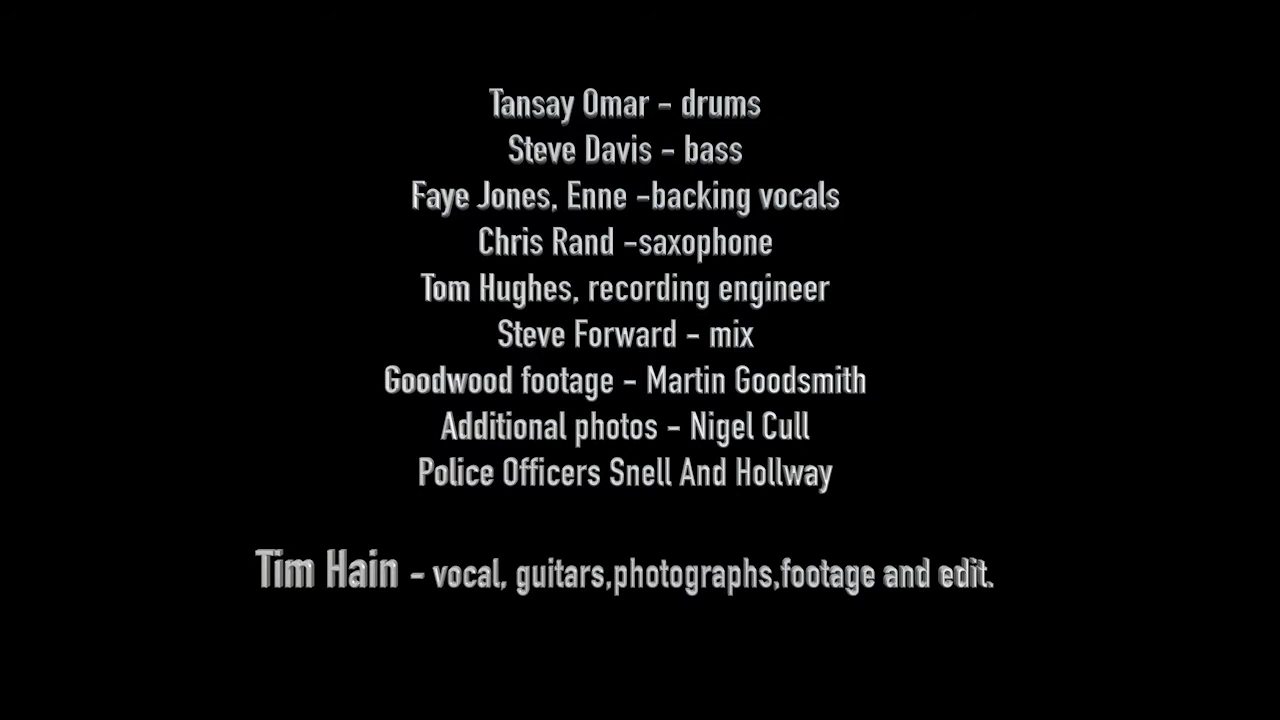 Tansay Omar - drums
Steve Davis - bass
Faye Jones, Enne -backing vocals
Chris Rand -saxophone
Tom Hughes, recording engineer
Steve Forward - mix
Goodwood footage - Martin Goodsmith
Additional photos - Nigel Cull
Police Officers Snell And Hollway
Tim Hain - vocal, guitars,photographs,footage and edit.